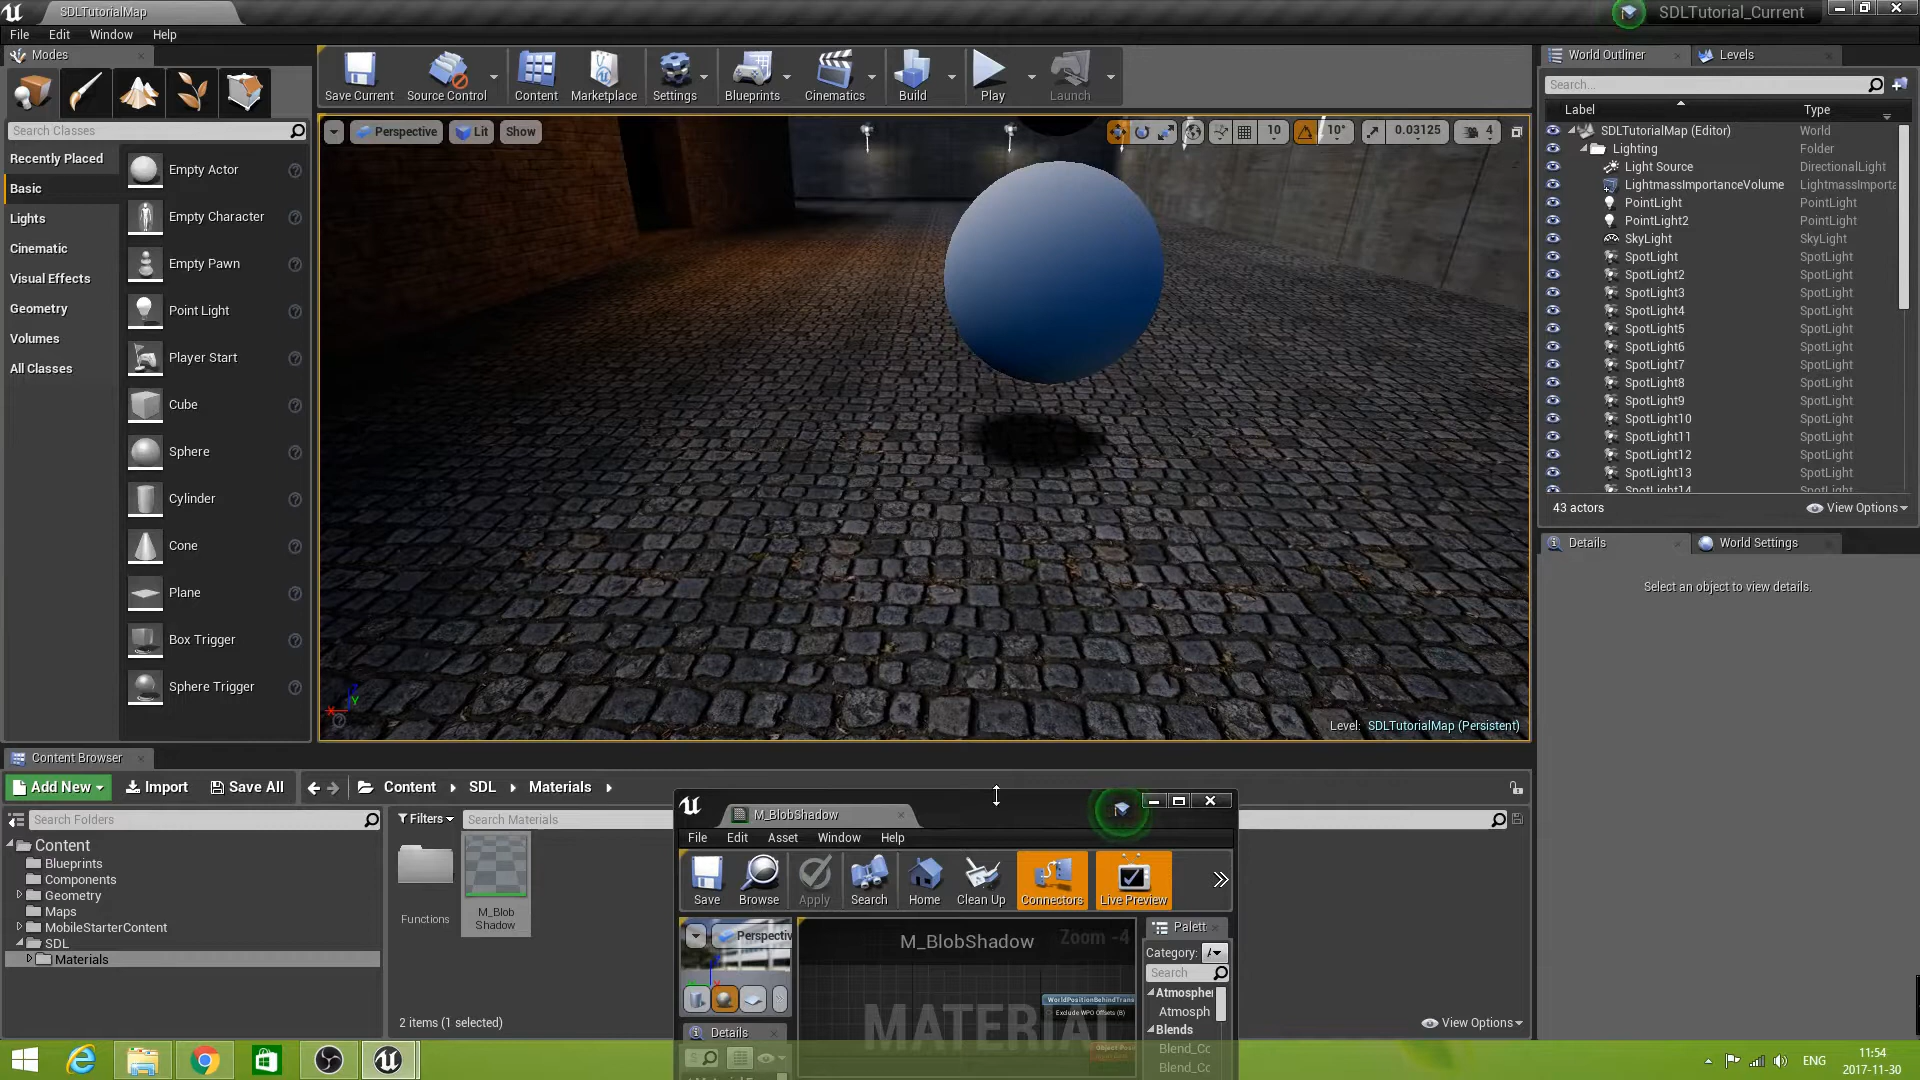 SDLTutorialMap
SDLTutorial_Current
File Edit Window Help
Modes
Save Current
Source Control
Content
Marketplace
Settings
Blueprints
Cinematics
Build
Play
Launch
World Outliner
Levels
Search...
Label
Type
Search Classes
Recently Placed
Basic
Lights
Cinematic
Visual Effects
Geometry
Volumes
All Classes
Empty Actor
Empty Character
Empty Pawn
Point Light
Player Start
Cube
Sphere
Cylinder
Cone
Plane
Box Trigger
Sphere Trigger
Perspective
Lit
Show
10
10°
0.03125
4
X
Y
Level: SDLTutorialMap (Persistent)
SDLTutorialMap (Editor) World
Lighting Folder
Light Source DirectionalLight
LightmassImportanceVolume LightmassImporta
PointLight PointLight
PointLight2 PointLight
SkyLight SkyLight
SpotLight SpotLight
SpotLight2 SpotLight
SpotLight3 SpotLight
SpotLight4 SpotLight
SpotLight5 SpotLight
SpotLight6 SpotLight
SpotLight7 SpotLight
SpotLight8 SpotLight
SpotLight9 SpotLight
SpotLight10 SpotLight
SpotLight11 SpotLight
SpotLight12 SpotLight
SpotLight13 SpotLight
SpotLight14 SpotLight
43 actors
View Options
Details
World Settings
Select an object to view details.
Content Browser
Add New
Import
Save All
Content
SDL
Materials
Search Folders
Filters
Search Materials
Content
Blueprints
Components
Geometry
Maps
MobileStarterContent
SDL
Materials
Functions
M_Blob
Shadow
2 items (1 selected)
View Options
M_BlobShadow
File Edit Asset Window Help
Save
Browse
Apply
Search
Home
Clean Up
Connectors
Live Preview
Perspectiv
Details
S
M_BlobShadow
Zoom -4
WorldPositionBehindTrans
Exclude WPO Offsets (B)
MATERIAL
Palett
Category:
Search
Atmospher
Atmosph
Blends
Blend_Cc
Blend_Cc
ENG
11:54
2017-11-30